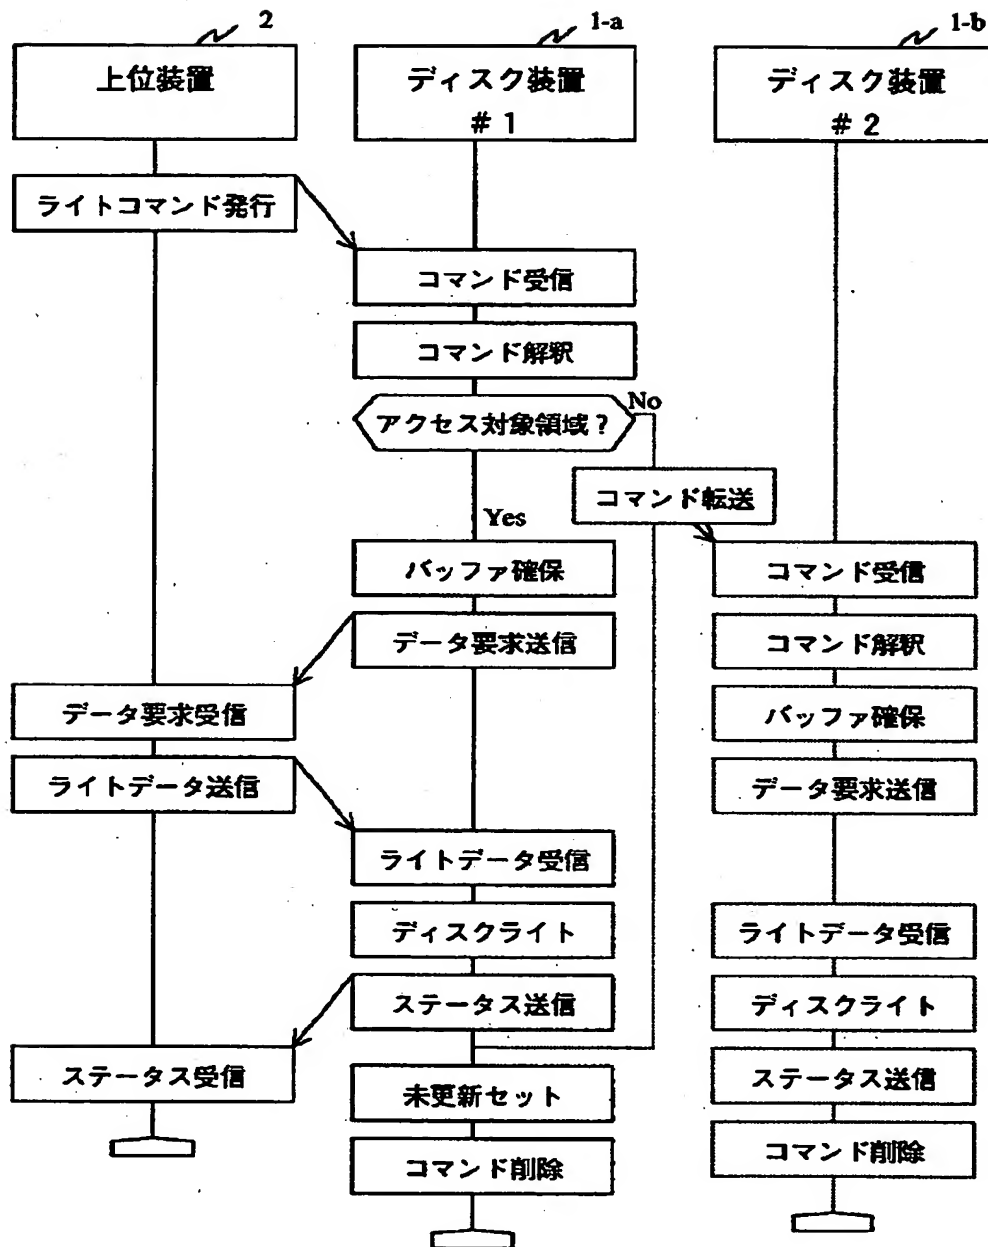 2
上位装置
ライトコマンド発行
データ要求受信
ライトデータ送信
ステータス受信
1-a
ディスク装置
#1
コマンド受信
コマンド解釈
アクセス対象領域?
No
Yes
コマンド転送
バッファ確保
データ要求送信
ライトデータ受信
ディスクライト
ステータス送信
未更新セット
コマンド削除
1-b
ディスク装置
#2
コマンド受信
コマンド解釈
バッファ確保
データ要求送信
ライトデータ受信
ディスクライト
ステータス送信
コマンド削除